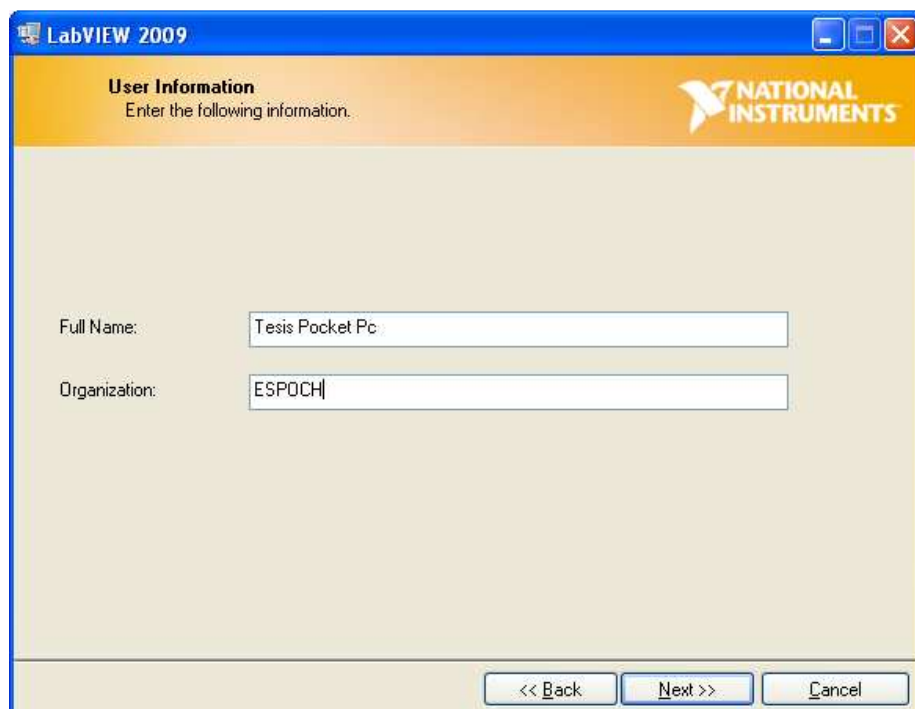 LabVIEW 2009
User Information
Enter the following information.
NATIONAL
INSTRUMENTS
Full Name:
Tesis Pocket Pc
Organization:
ESPOCH
<< Back
Next >>
Cancel